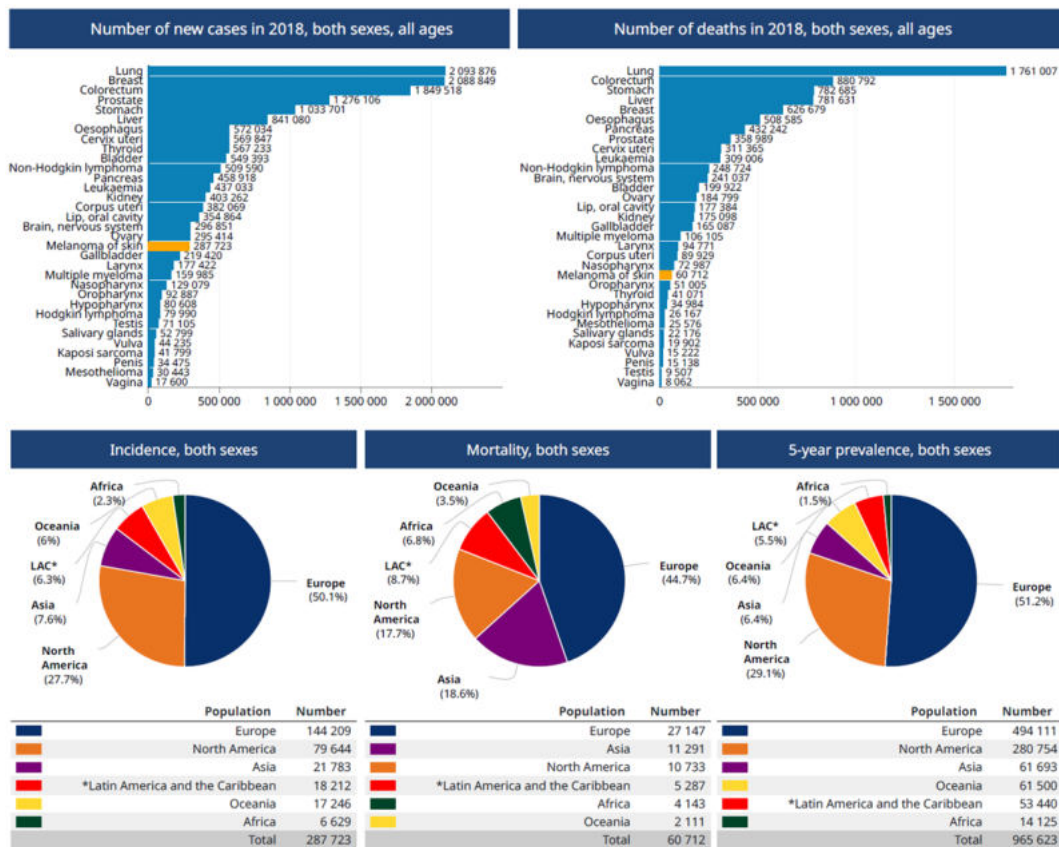 Number of new cases in 2018, both sexes, all ages
Lung 2 093 876
Breast 2 088 849
Colorectum 1 849 518
Prostate 1 276 106
Stomach 1 033 701
Liver 841 080
Oesophagus 572 034
Cervix uteri 569 847
Thyroid 567 233
Bladder 549 393
Non-Hodgkin lymphoma 509 590
Pancreas 458 918
Leukaemia 437 033
Kidney 403 262
Corpus uteri 382 069
Lip, oral cavity 354 864
Brain, nervous system 296 851
Ovary 295 414
Melanoma of skin 287 723
Gallbladder 219 420
Larynx 177 422
Multiple myeloma 159 985
Nasopharynx 129 079
Oropharynx 92 887
Hypopharynx 80 608
Hodgkin lymphoma 79 990
Testis 71 105
Salivary glands 52 799
Vulva 44 235
Kaposi sarcoma 41 799
Penis 34 475
Mesothelioma 30 443
Vagina 17 600
0 500 000 1 000 000 1 500 000 2 000 000
Number of deaths in 2018, both sexes, all ages
Lung 1 761 007
Colorectum 880 792
Stomach 782 685
Liver 781 631
Breast 626 679
Oesophagus 508 585
Pancreas 432 242
Prostate 358 989
Cervix uteri 311 365
Leukaemia 309 006
Non-Hodgkin lymphoma 248 724
Brain, nervous system 241 037
Bladder 199 922
Ovary 184 799
Lip, oral cavity 177 384
Kidney 175 098
Gallbladder 165 087
Multiple myeloma 106 105
Larynx 94 771
Corpus uteri 89 929
Nasopharynx 72 987
Melanoma of skin 60 712
Oropharynx 51 005
Thyroid 41 071
Hypopharynx 34 984
Hodgkin lymphoma 26 167
Mesothelioma 25 576
Salivary glands 22 176
Kaposi sarcoma 19 902
Vulva 15 222
Penis 15 138
Testis 9 507
Vagina 8 062
0 500 000 1 000 000 1 500 000
Incidence, both sexes
Africa
(2.3%)
Oceania
(6%)
LAC*
(6.3%)
Asia
(7.6%)
North
America
(27.7%)
Europe
(50.1%)
Population Number
Europe 144 209
North America 79 644
Asia 21 783
*Latin America and the Caribbean 18 212
Oceania 17 246
Africa 6 629
Total 287 723
Mortality, both sexes
Oceania
(3.5%)
Africa
(6.8%)
LAC*
(8.7%)
North
America
(17.7%)
Asia
(18.6%)
Europe
(44.7%)
Population Number
Europe 27 147
Asia 11 291
North America 10 733
*Latin America and the Caribbean 5 287
Africa 4 143
Oceania 2 111
Total 60 712
5-year prevalence, both sexes
Africa
(1.5%)
LAC*
(5.5%)
Oceania
(6.4%)
Asia
(6.4%)
North
America
(29.1%)
Europe
(51.2%)
Population Number
Europe 494 111
North America 280 754
Asia 61 693
Oceania 61 500
*Latin America and the Caribbean 53 440
Africa 14 125
Total 965 623